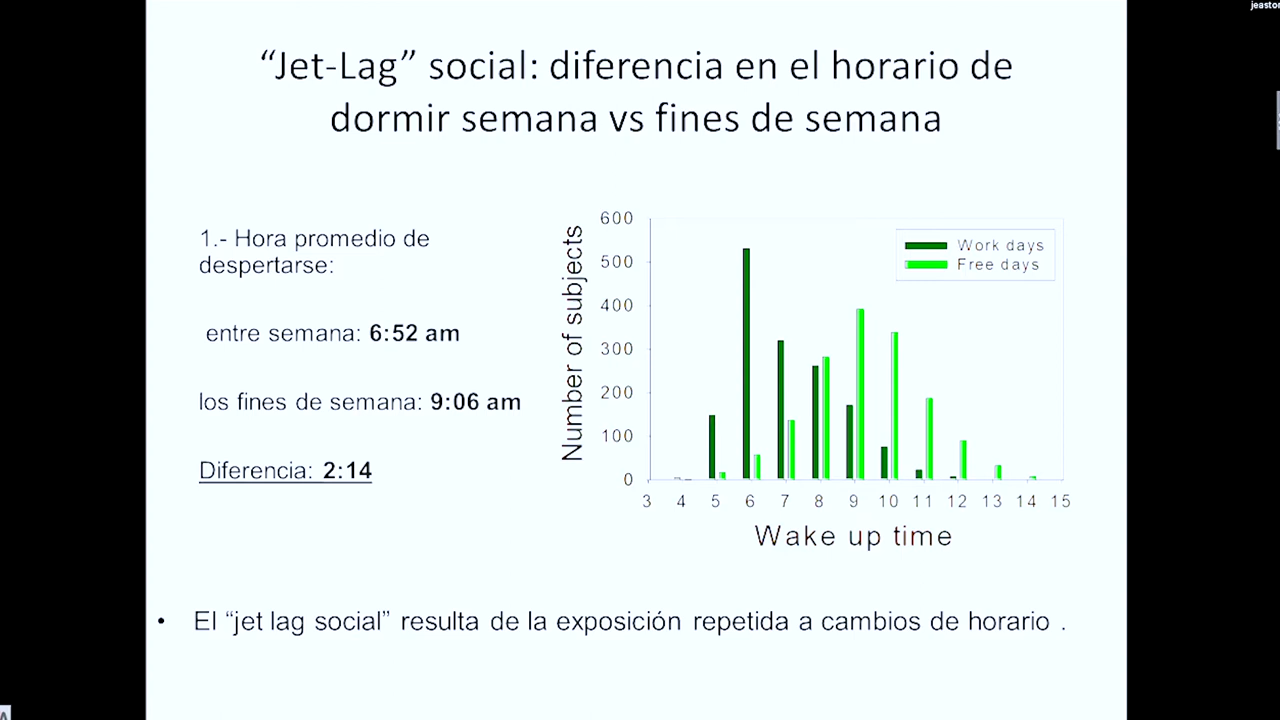 jeaston
“Jet-Lag” social: diferencia en el horario de
dormir semana vs fines de semana
1.- Hora promedio de
despertarse:
entre semana: 6:52 am
los fines de semana: 9:06 am
Diferencia: 2:14
Number of subjects
600
500
400
300
200
100
0
Work days
Free days
3 4 5 6 7 8 9 10 11 12 13 14 15
Wake up time
• El “jet lag social” resulta de la exposición repetida a cambios de horario .